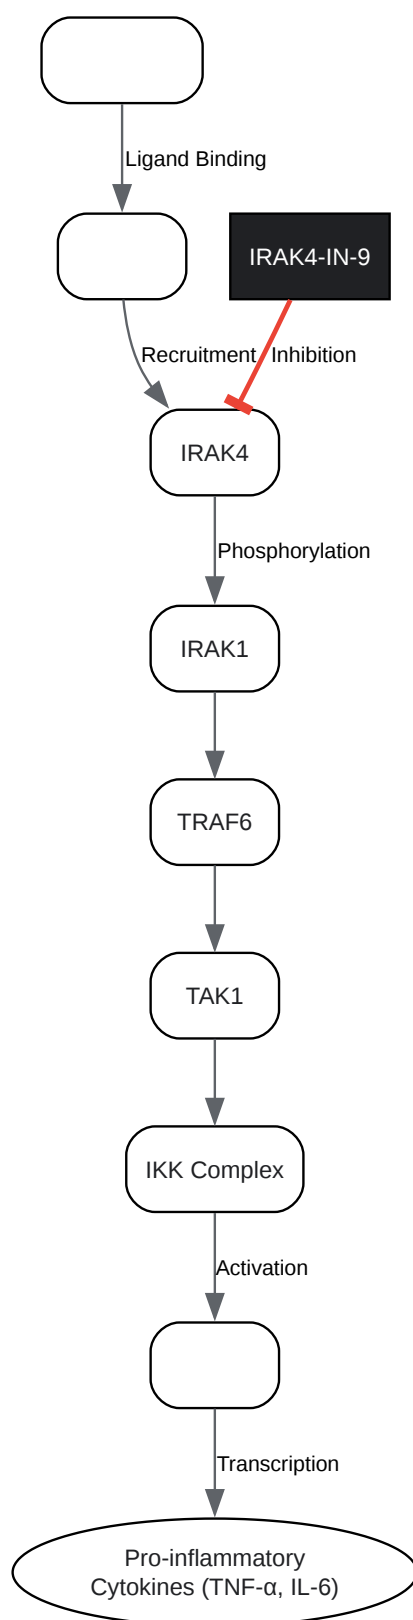 Ligand Binding
IRAK4-IN-9
Recruitment
Inhibition
IRAK4
Phosphorylation
IRAK1
TRAF6
TAK1
IKK Complex
Activation
Transcription
Pro-inflammatory
Cytokines (TNF-α, IL-6)